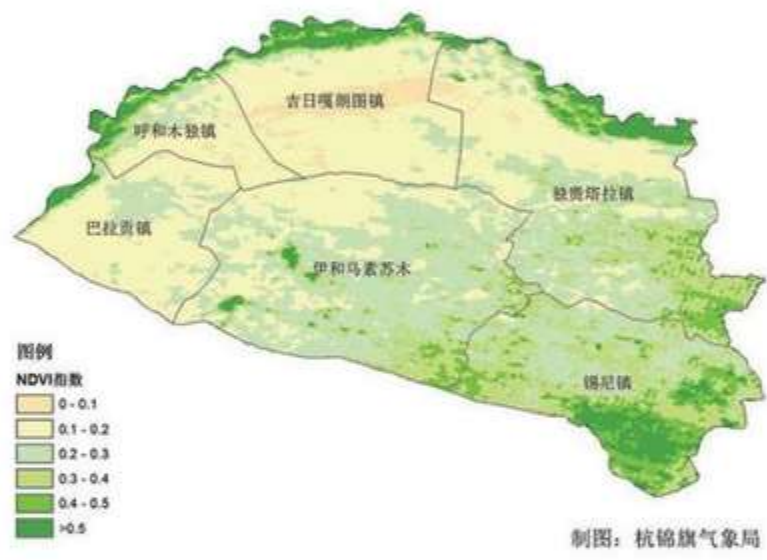 吉日嘎朗图镇
呼和木独镇
独贵塔拉镇
巴拉贡镇
伊和乌素苏木
锡尼镇
图例
NDVI指数
0 - 0.1
0.1 - 0.2
0.2 - 0.3
0.3 - 0.4
0.4 - 0.5
>0.5
制图：杭锦旗气象局